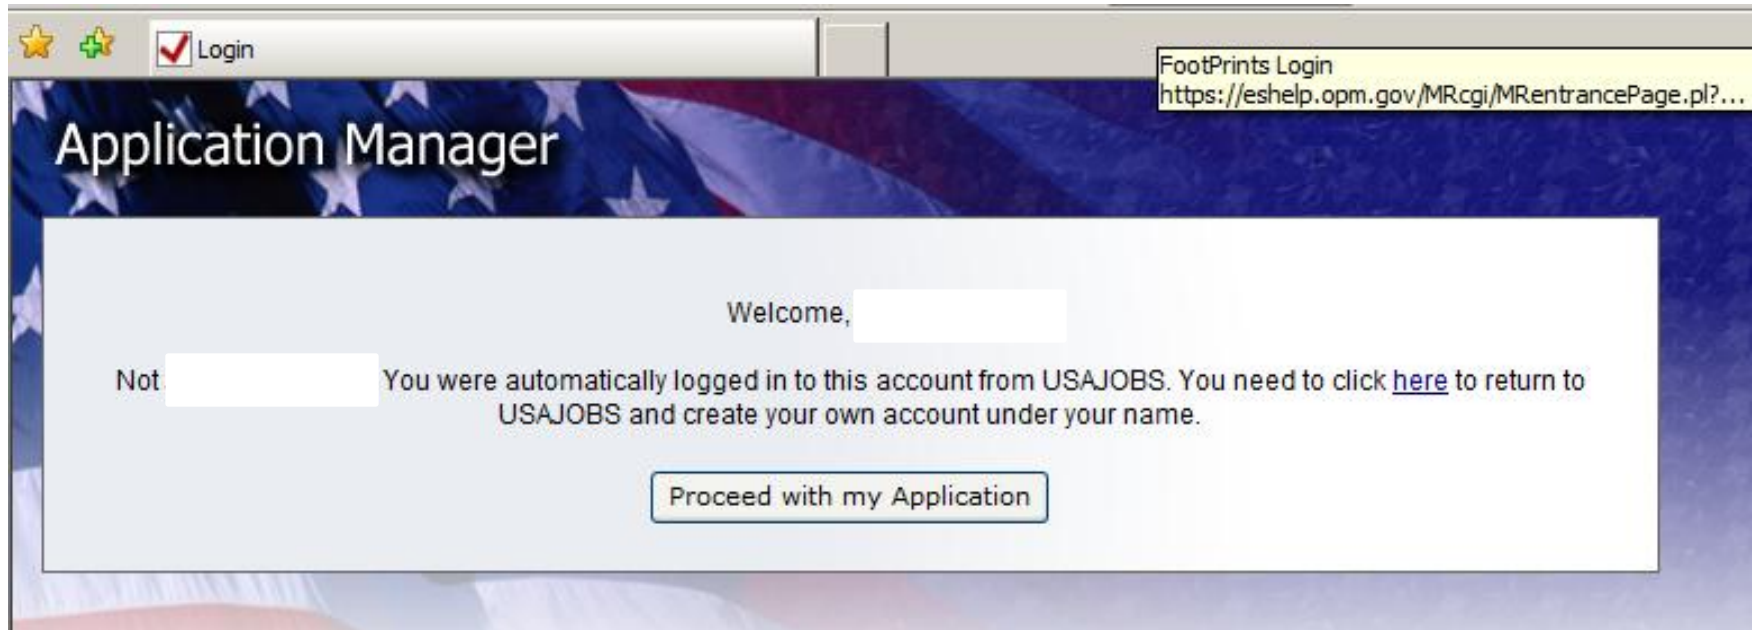 Login
FootPrints Login
https://eshelp.opm.gov/MRcgi/MRentrancePage.pl?...
Application Manager
Welcome,
Not You were automatically logged in to this account from USAJOBS. You need to click here to return to
USAJOBS and create your own account under your name.
Proceed with my Application